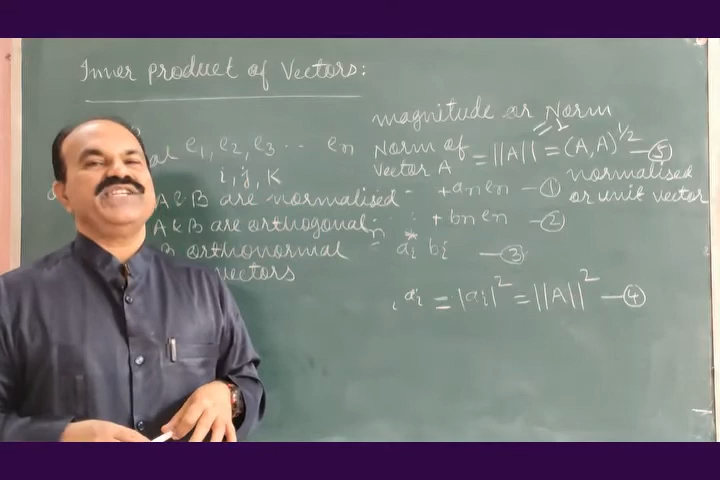 Inner product of Vectors:
magnitude or Norm
e1, e2, e3 ... en
i, j, k
Norm of Vector A = ||A|| = (A, A)^1/2 —⑤
normalised or unit vector
A & B are normalised
+ anen —①
A & B are orthogonal
+ bnen —②
B orthonormal vectors
ai* bi —③
ai = |ai|² = ||A||² —④